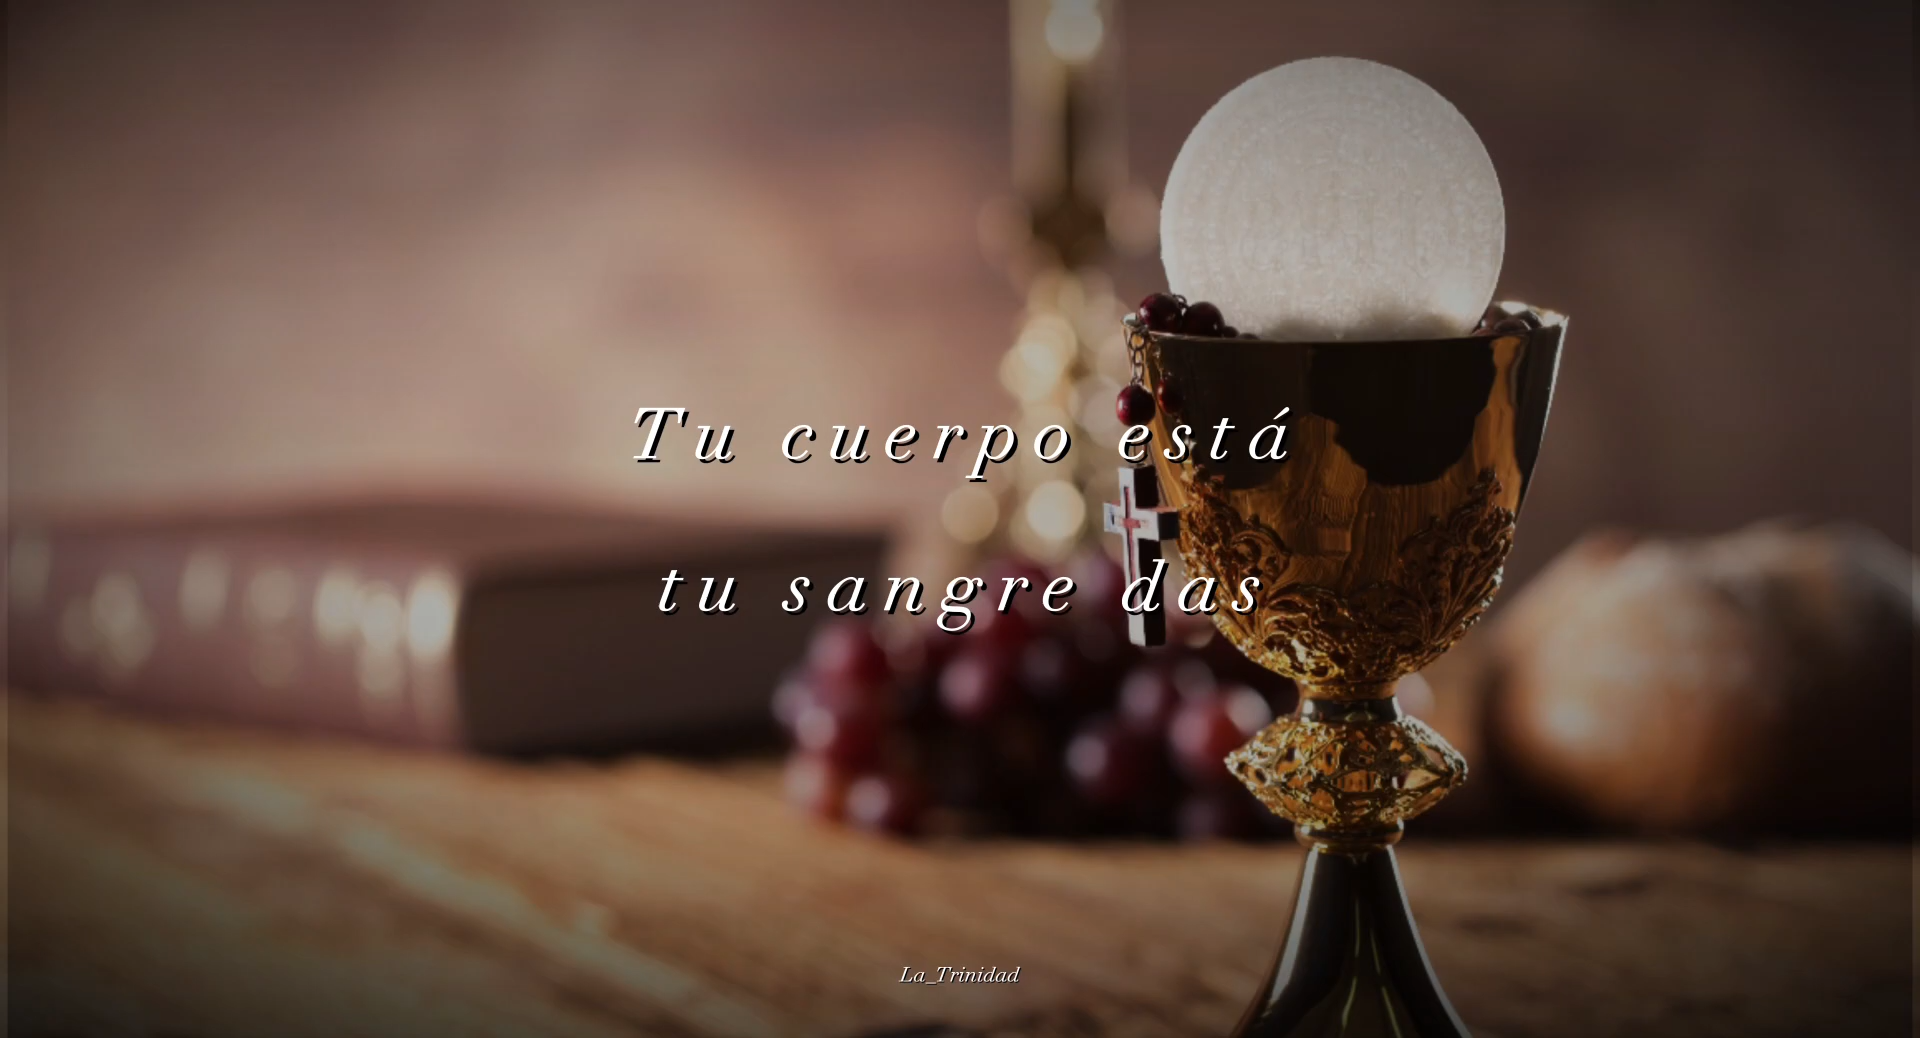 Tu cuerpo está
tu sangre das
La_Trinidad